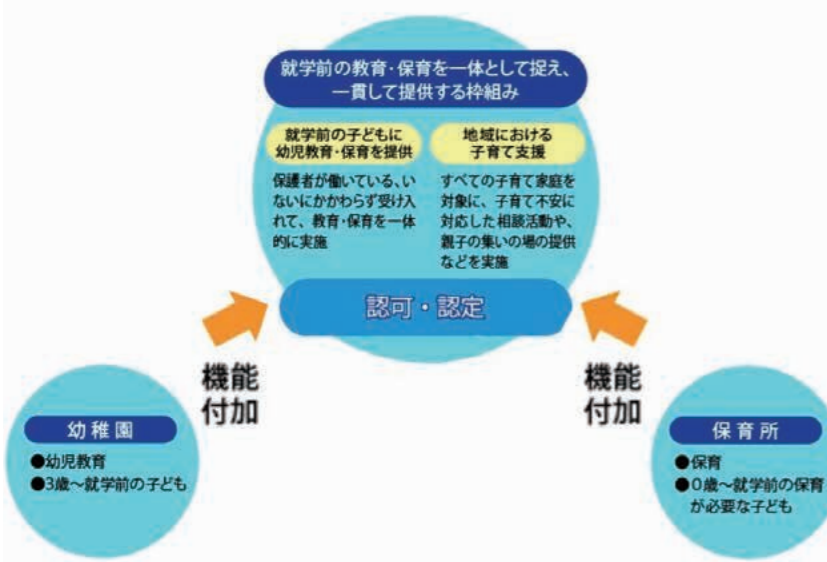 就学前の教育・保育を一体として捉え、
一貫して提供する枠組み
就学前の子どもに
幼児教育・保育を提供
保護者が働いている、い
ないにかかわらず受け入
れて、教育・保育を一体
的に実施
地域における
子育て支援
すべての子育て家庭を
対象に、子育て不安に
対応した相談活動や、
親子の集いの場の提供
などを実施
認可・認定
機能
付加
機能
付加
幼稚園
●幼児教育
●3歳～就学前の子ども
保育所
●保育
●0歳～就学前の保育
が必要な子ども